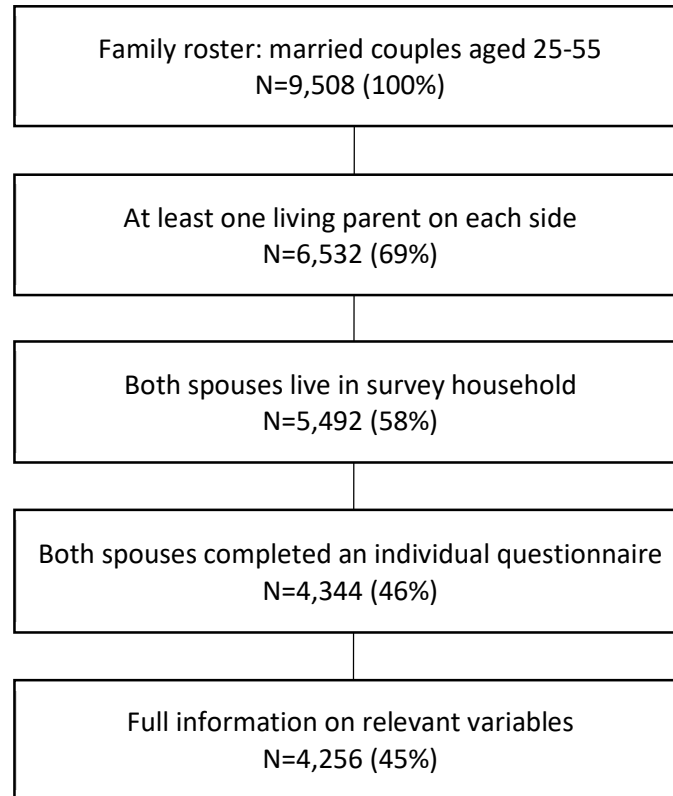 Family roster: married couples aged 25-55
N=9,508 (100%)
At least one living parent on each side
N=6,532 (69%)
Both spouses live in survey household
N=5,492 (58%)
Both spouses completed an individual questionnaire
N=4,344 (46%)
Full information on relevant variables
N=4,256 (45%)